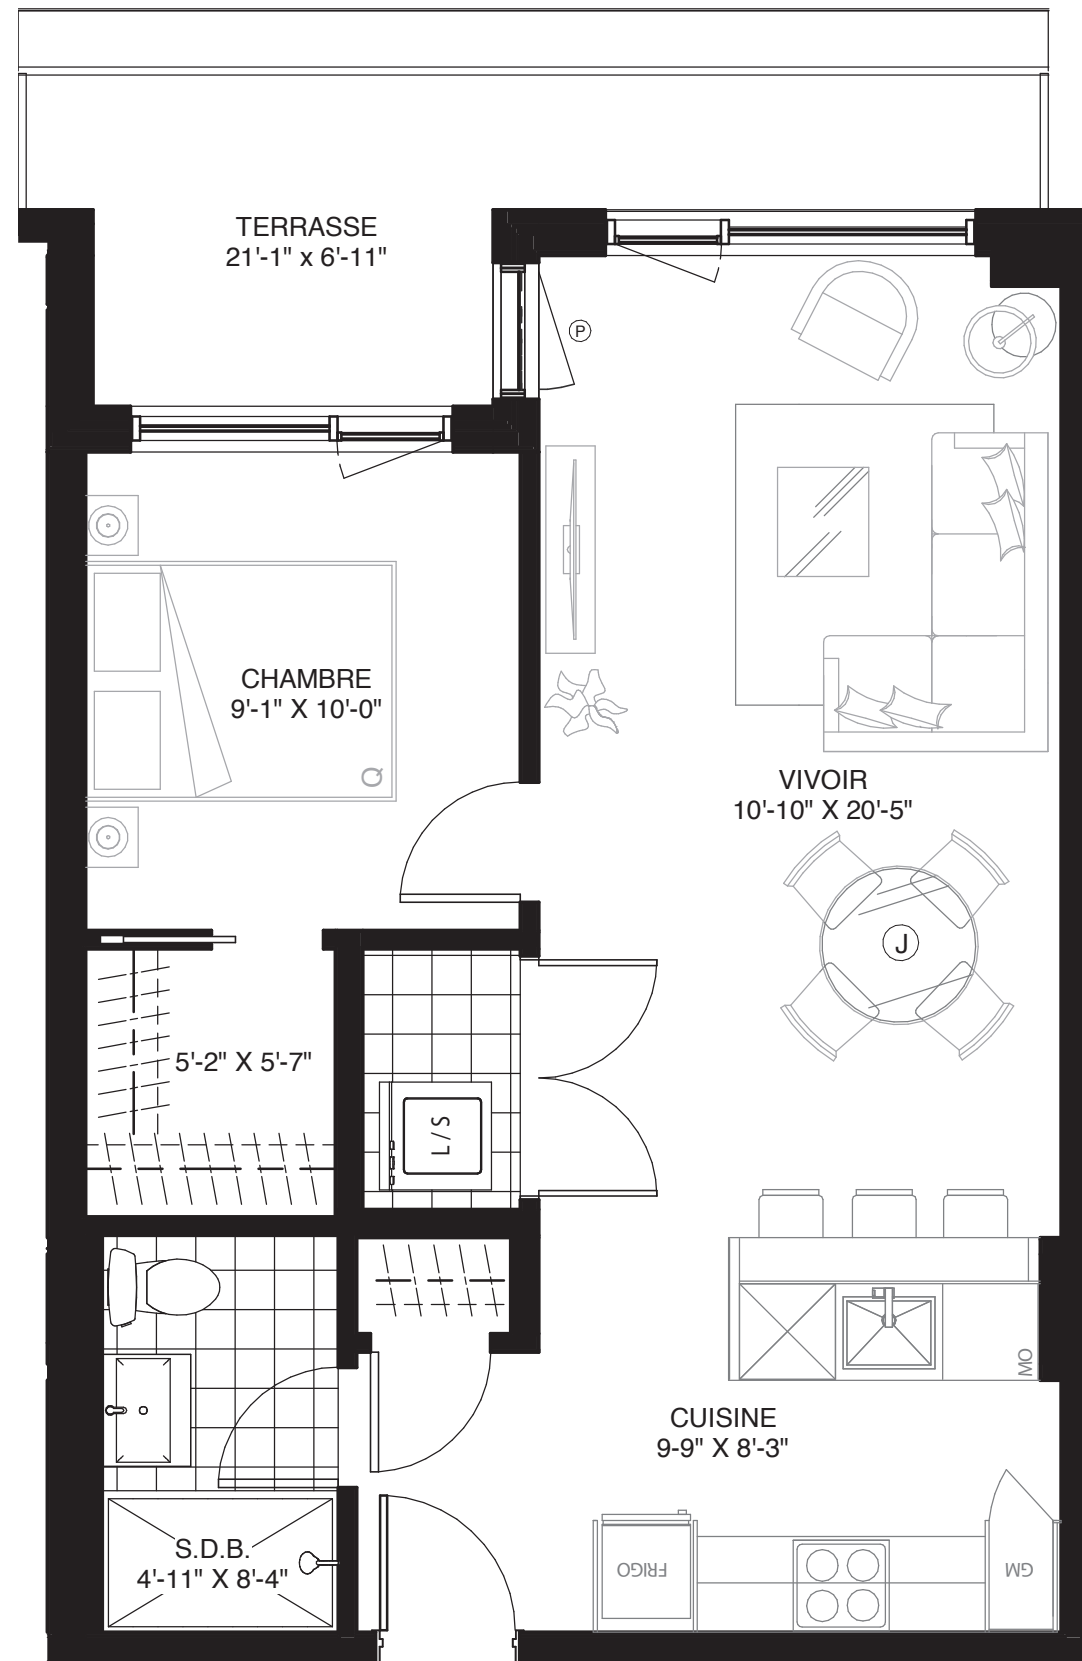 TERRASSE
21'-1" x 6'-11"
P
CHAMBRE
9'-1" X 10'-0"
Q
VIVOIR
10'-10" X 20'-5"
J
5'-2" X 5'-7"
L/S
MO
CUISINE
9-9" X 8'-3"
S.D.B.
4'-11" X 8'-4"
FRIGO
GM